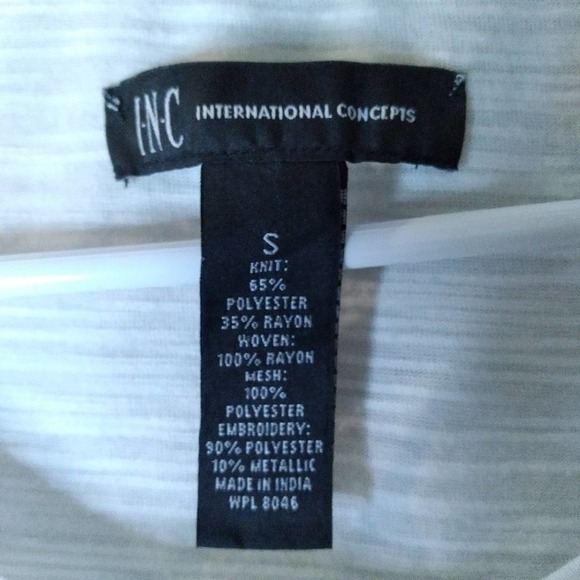 I·N·C INTERNATIONAL CONCEPTS
S
KNIT:
65%
POLYESTER
35% RAYON
WOVEN:
100% RAYON
MESH:
100%
POLYESTER
EMBROIDERY:
90% POLYESTER
10% METALLIC
MADE IN INDIA
WPL 8046